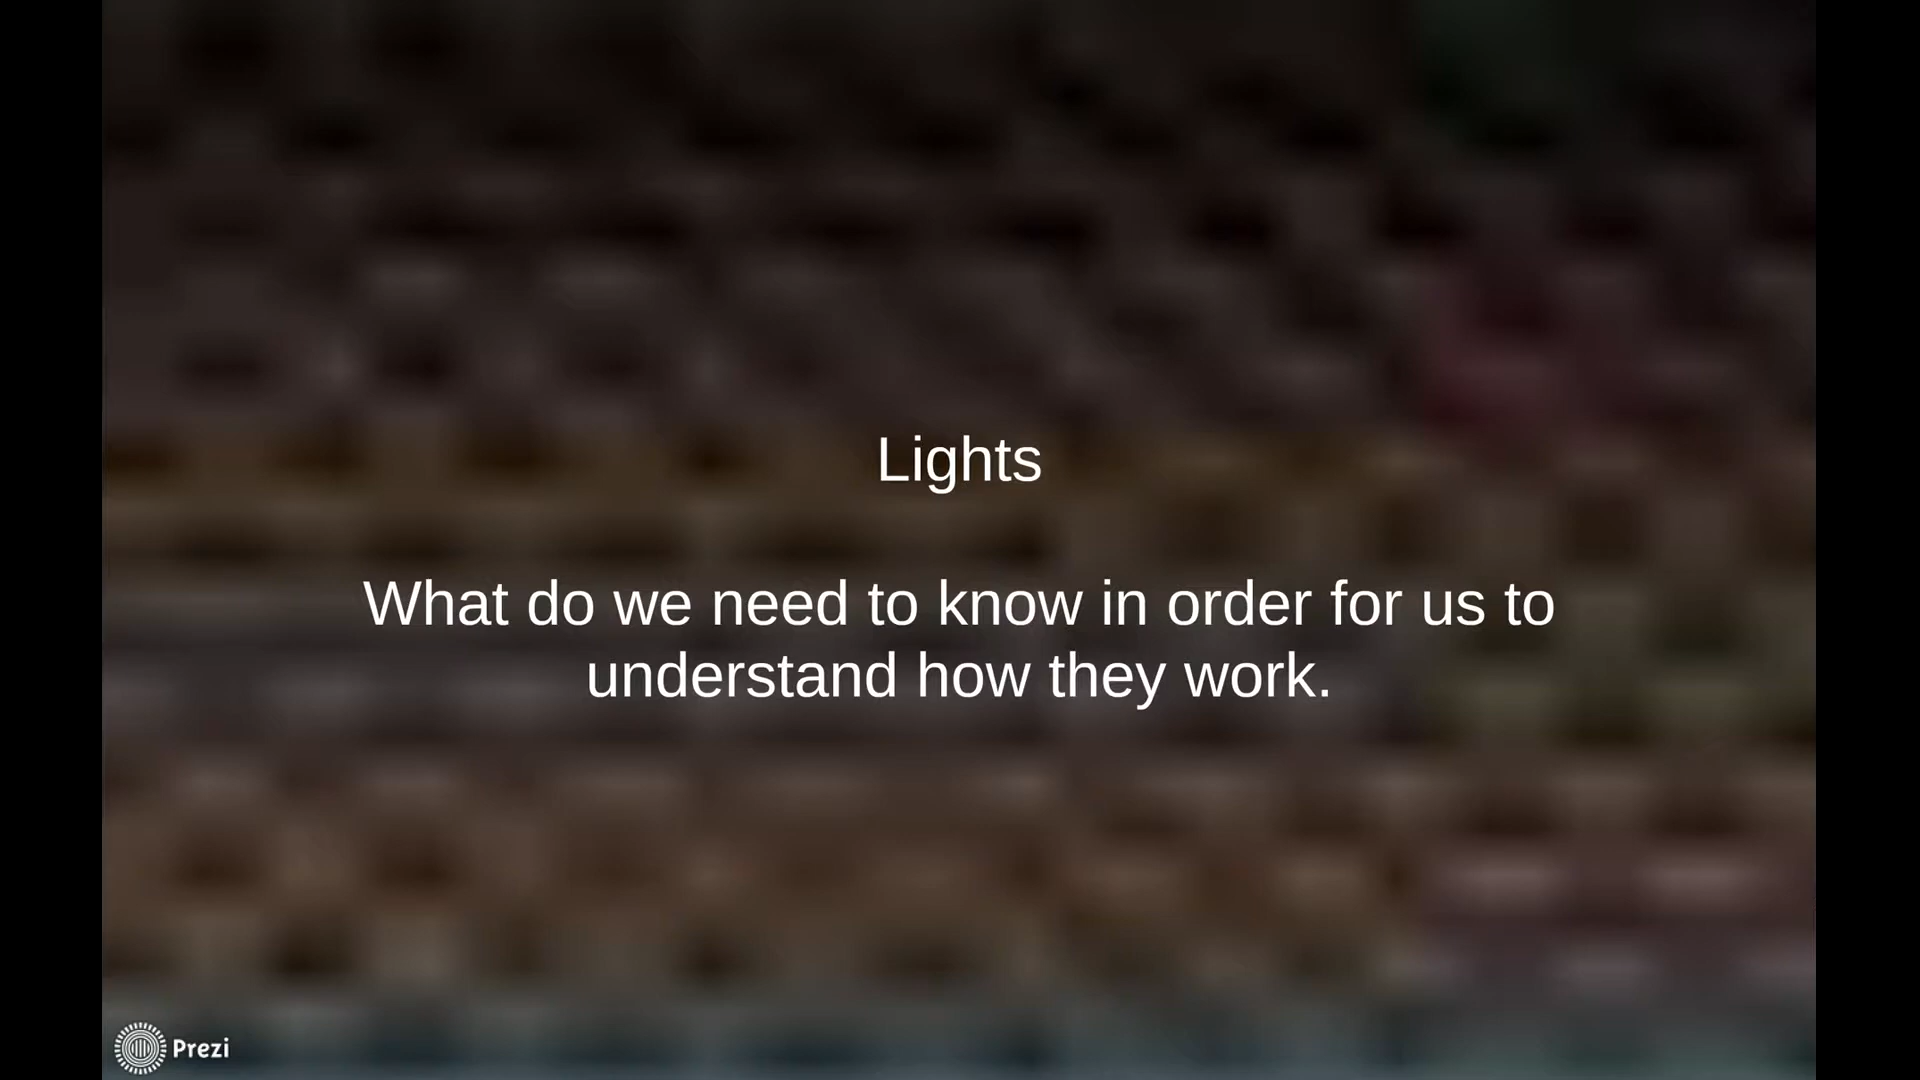 Lights
What do we need to know in order for us to
understand how they work.
Prezi